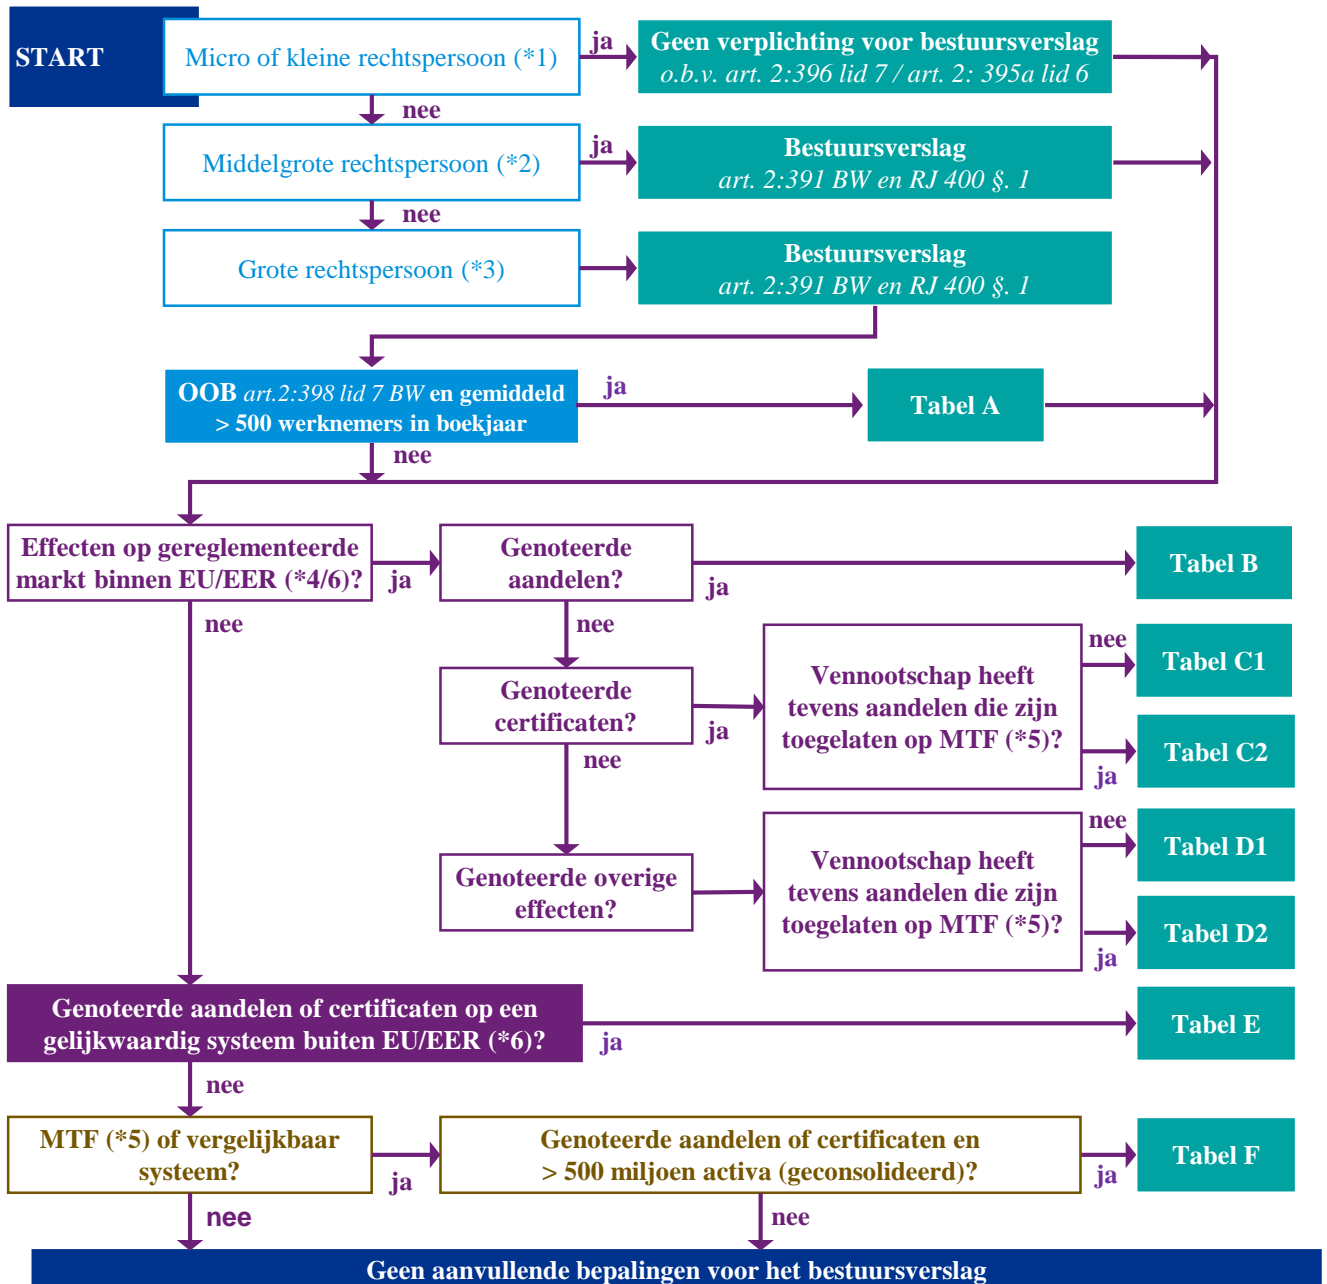 START
Micro of kleine rechtspersoon (*1)
ja
Geen verplichting voor bestuursverslag
o.b.v. art. 2:396 lid 7 / art. 2: 395a lid 6
nee
Middelgrote rechtspersoon (*2)
ja
Bestuursverslag
art. 2:391 BW en RJ 400 §. 1
nee
Grote rechtspersoon (*3)
Bestuursverslag
art. 2:391 BW en RJ 400 §. 1
OOB art.2:398 lid 7 BW en gemiddeld
> 500 werknemers in boekjaar
ja
Tabel A
nee
Effecten op gereglementeerde
markt binnen EU/EER (*4/6)?
ja
Genoteerde
aandelen?
ja
Tabel B
nee
nee
Genoteerde
certificaten?
ja
Vennootschap heeft
tevens aandelen die zijn
toegelaten op MTF (*5)?
nee
Tabel C1
ja
Tabel C2
nee
Genoteerde overige
effecten?
Vennootschap heeft
tevens aandelen die zijn
toegelaten op MTF (*5)?
nee
Tabel D1
ja
Tabel D2
Genoteerde aandelen of certificaten op een
gelijkwaardig systeem buiten EU/EER (*6)?
ja
Tabel E
nee
MTF (*5) of vergelijkbaar
systeem?
ja
Genoteerde aandelen of certificaten en
> 500 miljoen activa (geconsolideerd)?
ja
Tabel F
nee
nee
Geen aanvullende bepalingen voor het bestuursverslag